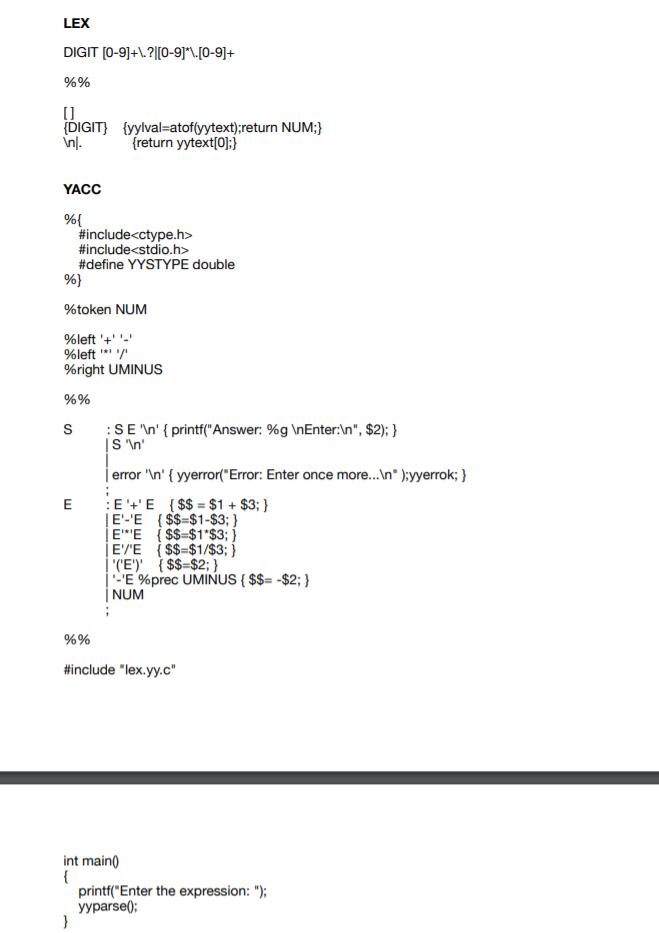 LEX
DIGIT [0-9]+\.?|[0-9]*\.[0-9]+
%%
[ ]
{DIGIT} {yylval=atof(yytext);return NUM;}
\n|. {return yytext[0];}
YACC
%{
#include<ctype.h>
#include<stdio.h>
#define YYSTYPE double
%}
%token NUM
%left '+' '-'
%left '*' '/'
%right UMINUS
%%
S : S E '\n' { printf("Answer: %g \nEnter:\n", $2); }
| S '\n'
|
| error '\n' { yyerror("Error: Enter once more...\n" );yyerrok; }
;
E : E '+' E { $$ = $1 + $3; }
| E'-'E { $$=$1-$3; }
| E'*'E { $$=$1*$3; }
| E'/'E { $$=$1/$3; }
| '('E')' { $$=$2; }
| '-'E %prec UMINUS { $$= -$2; }
| NUM
;
%%
#include "lex.yy.c"
int main()
{
printf("Enter the expression: ");
yyparse();
}